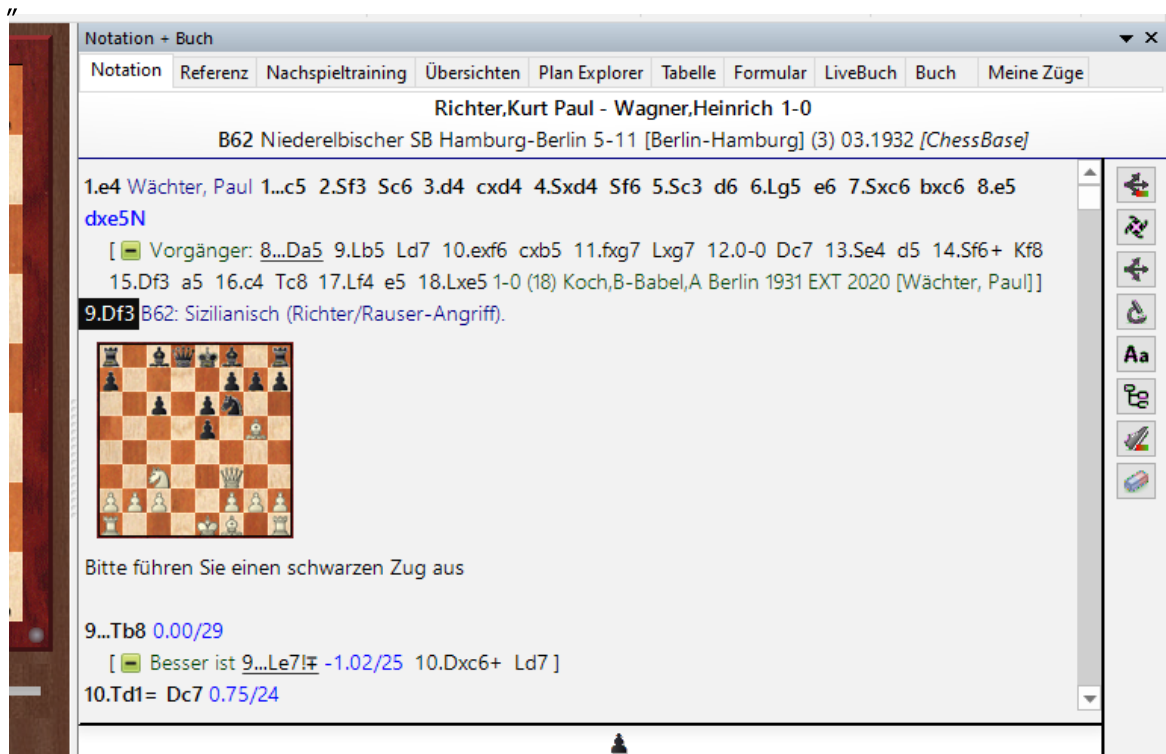 "
Notation + Buch
Notation Referenz Nachspieltraining Übersichten Plan Explorer Tabelle Formular LiveBuch Buch Meine Züge
Richter,Kurt Paul - Wagner,Heinrich 1-0
B62 Niederelbischer SB Hamburg-Berlin 5-11 [Berlin-Hamburg] (3) 03.1932 [ChessBase]
1.e4 Wächter, Paul 1...c5 2.Sf3 Sc6 3.d4 cxd4 4.Sxd4 Sf6 5.Sc3 d6 6.Lg5 e6 7.Sxc6 bxc6 8.e5
dxe5N
[ Vorgänger: 8...Da5 9.Lb5 Ld7 10.exf6 cxb5 11.fxg7 Lxg7 12.0-0 Dc7 13.Se4 d5 14.Sf6+ Kf8
15.Df3 a5 16.c4 Tc8 17.Lf4 e5 18.Lxe5 1-0 (18) Koch,B-Babel,A Berlin 1931 EXT 2020 [Wächter, Paul]]
9.Df3 B62: Sizilianisch (Richter/Rauser-Angriff).
Bitte führen Sie einen schwarzen Zug aus
9...Tb8 0.00/29
[ Besser ist 9...Le7!∓ -1.02/25 10.Dxc6+ Ld7 ]
10.Td1= Dc7 0.75/24
Aa